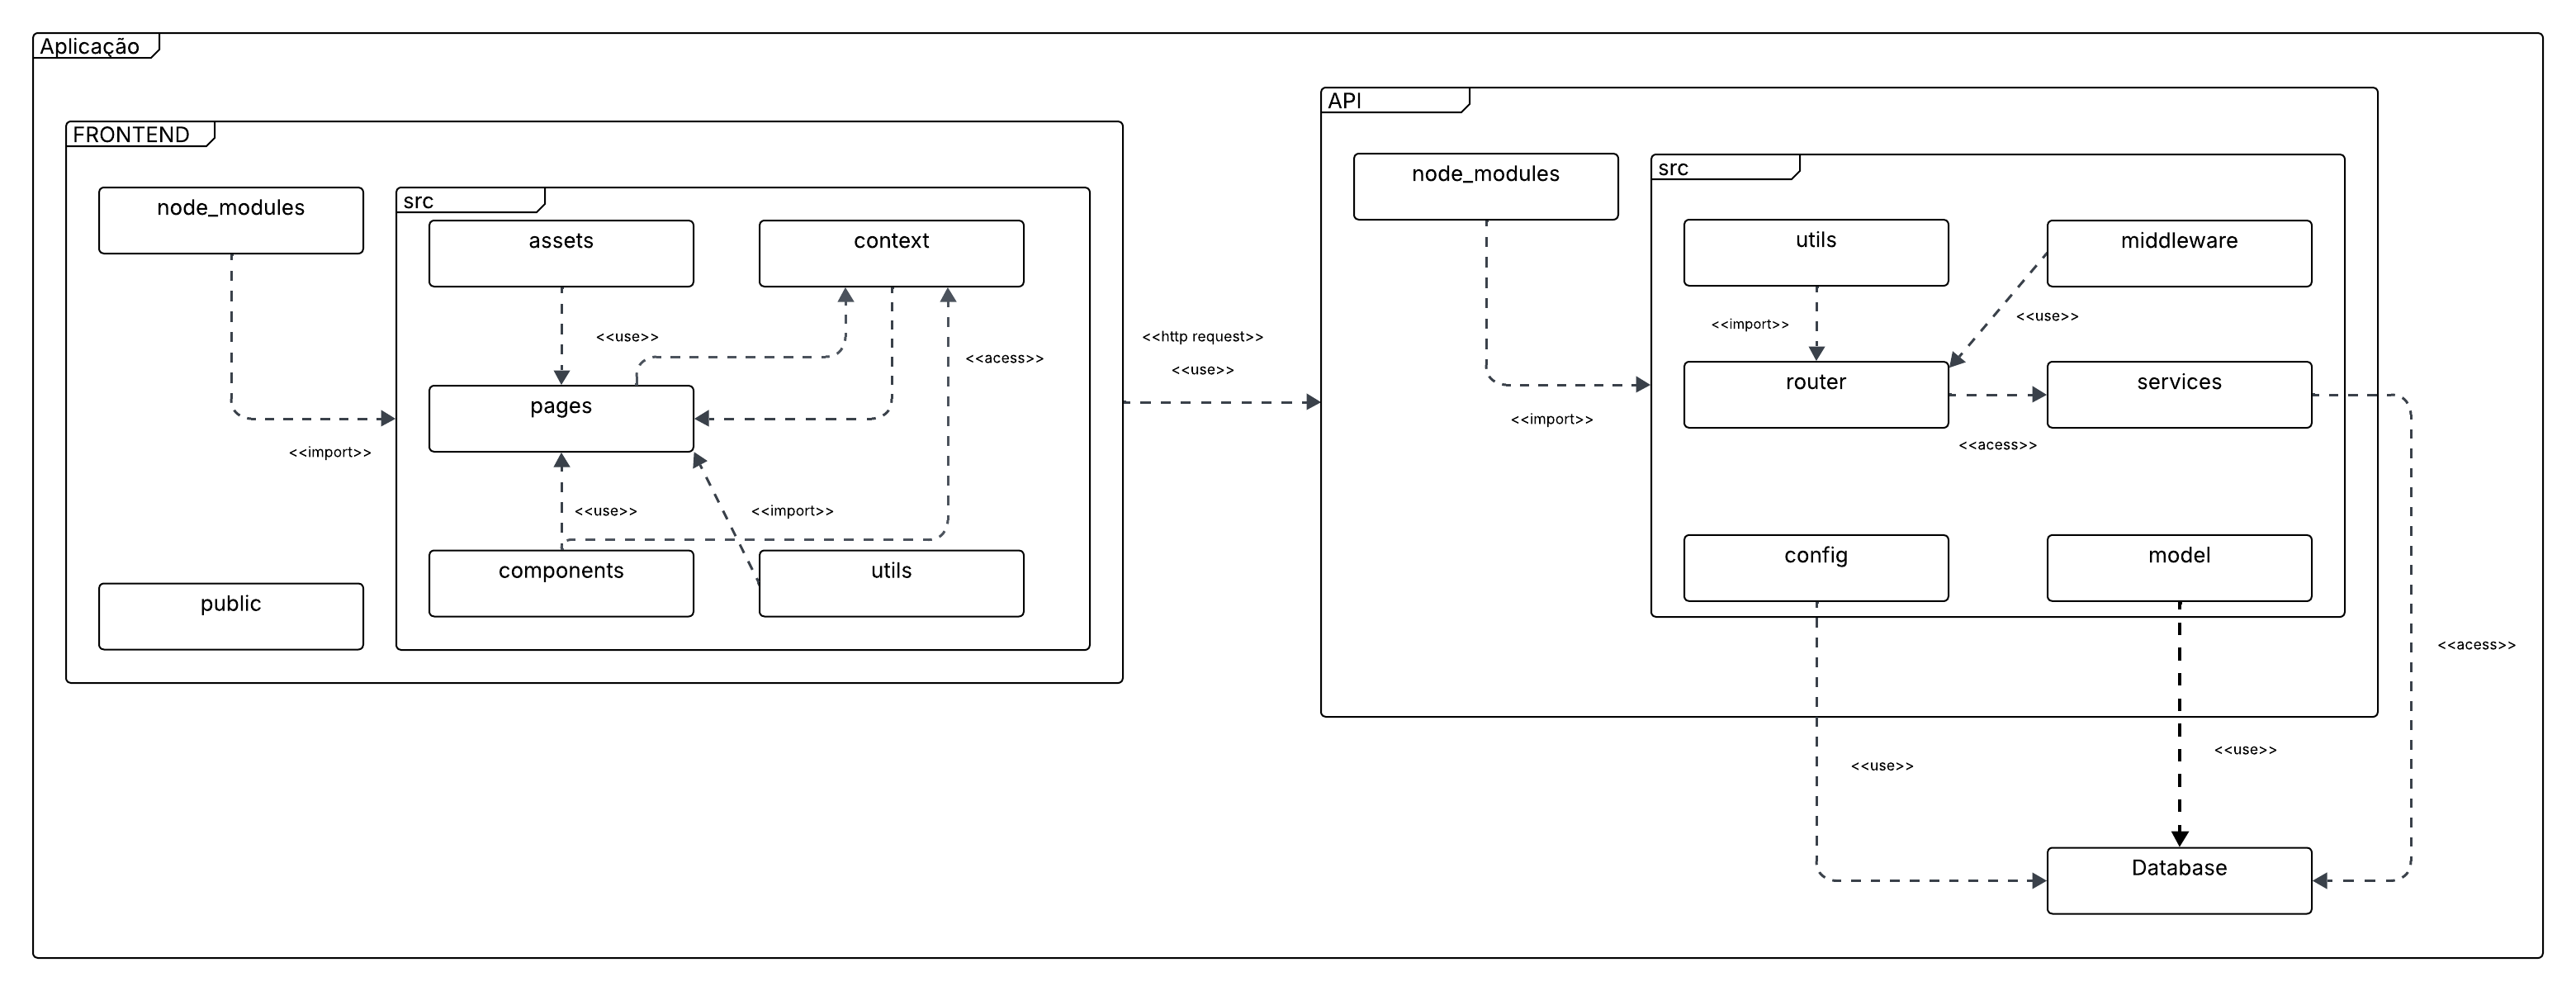 Aplicação
FRONTEND
node_modules
src
assets
context
<<use>>
<<acess>>
pages
<<import>>
<<use>>
<<import>>
components
utils
public
<<http request>>
<<use>>
API
node_modules
src
utils
middleware
<<import>>
<<use>>
router
services
<<import>>
<<acess>>
config
model
<<acess>>
<<use>>
<<use>>
Database